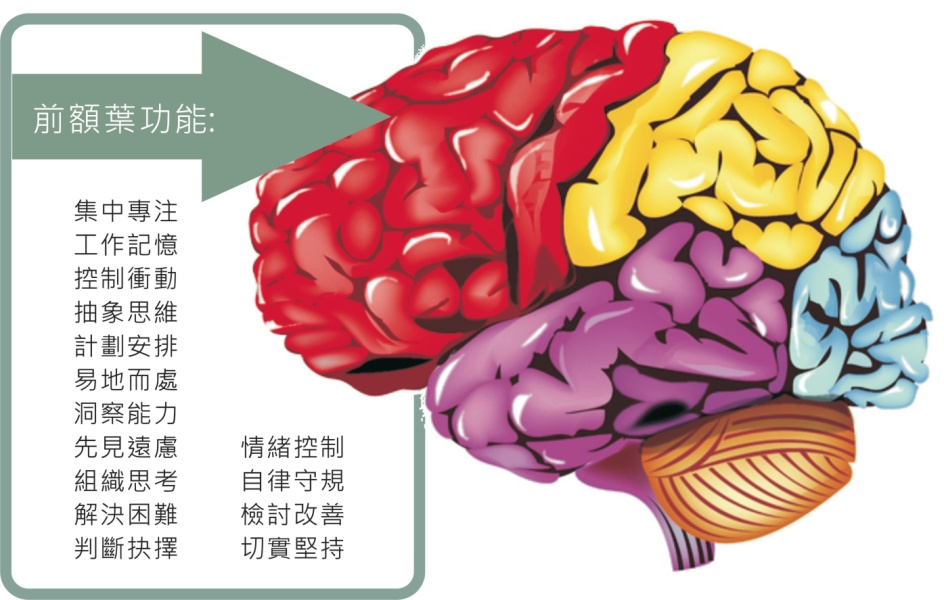 前額葉功能:
集中專注
工作記憶
控制衝動
抽象思維
計劃安排
易地而處
洞察能力
先見遠慮
組織思考
解決困難
判斷抉擇
情緒控制
自律守規
檢討改善
切實堅持